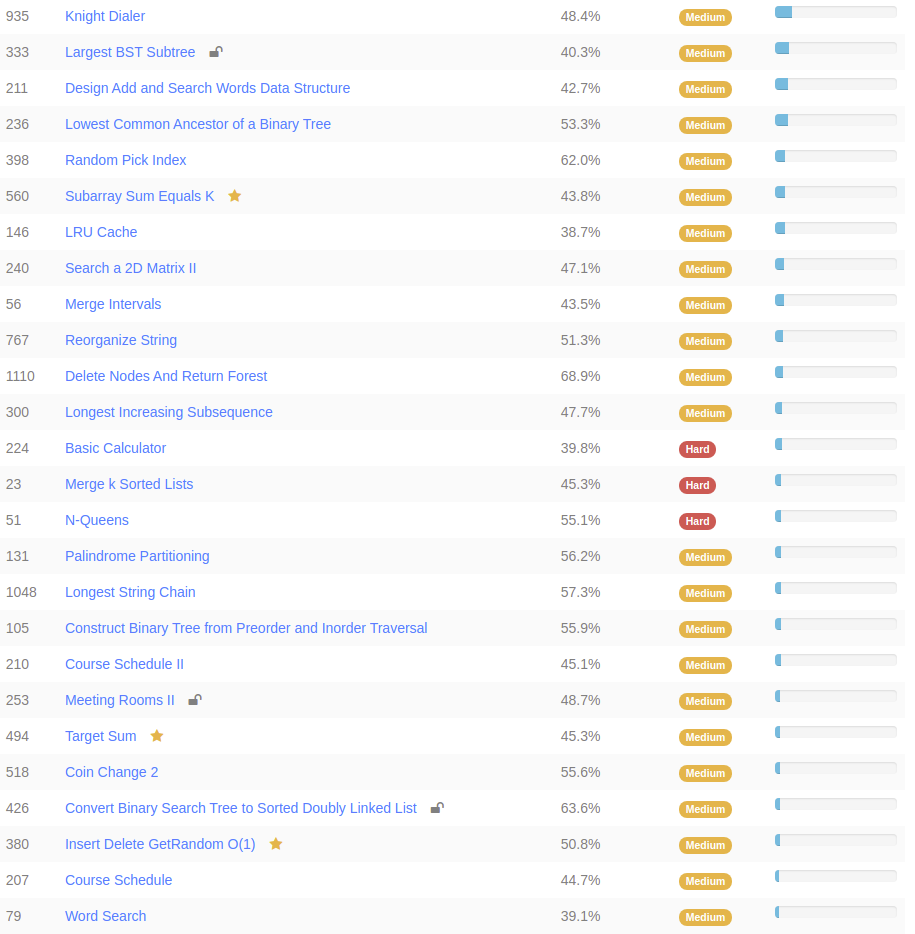 935 Knight Dialer 48.4% Medium
333 Largest BST Subtree 40.3% Medium
211 Design Add and Search Words Data Structure 42.7% Medium
236 Lowest Common Ancestor of a Binary Tree 53.3% Medium
398 Random Pick Index 62.0% Medium
560 Subarray Sum Equals K 43.8% Medium
146 LRU Cache 38.7% Medium
240 Search a 2D Matrix II 47.1% Medium
56 Merge Intervals 43.5% Medium
767 Reorganize String 51.3% Medium
1110 Delete Nodes And Return Forest 68.9% Medium
300 Longest Increasing Subsequence 47.7% Medium
224 Basic Calculator 39.8% Hard
23 Merge k Sorted Lists 45.3% Hard
51 N-Queens 55.1% Hard
131 Palindrome Partitioning 56.2% Medium
1048 Longest String Chain 57.3% Medium
105 Construct Binary Tree from Preorder and Inorder Traversal 55.9% Medium
210 Course Schedule II 45.1% Medium
253 Meeting Rooms II 48.7% Medium
494 Target Sum 45.3% Medium
518 Coin Change 2 55.6% Medium
426 Convert Binary Search Tree to Sorted Doubly Linked List 63.6% Medium
380 Insert Delete GetRandom O(1) 50.8% Medium
207 Course Schedule 44.7% Medium
79 Word Search 39.1% Medium